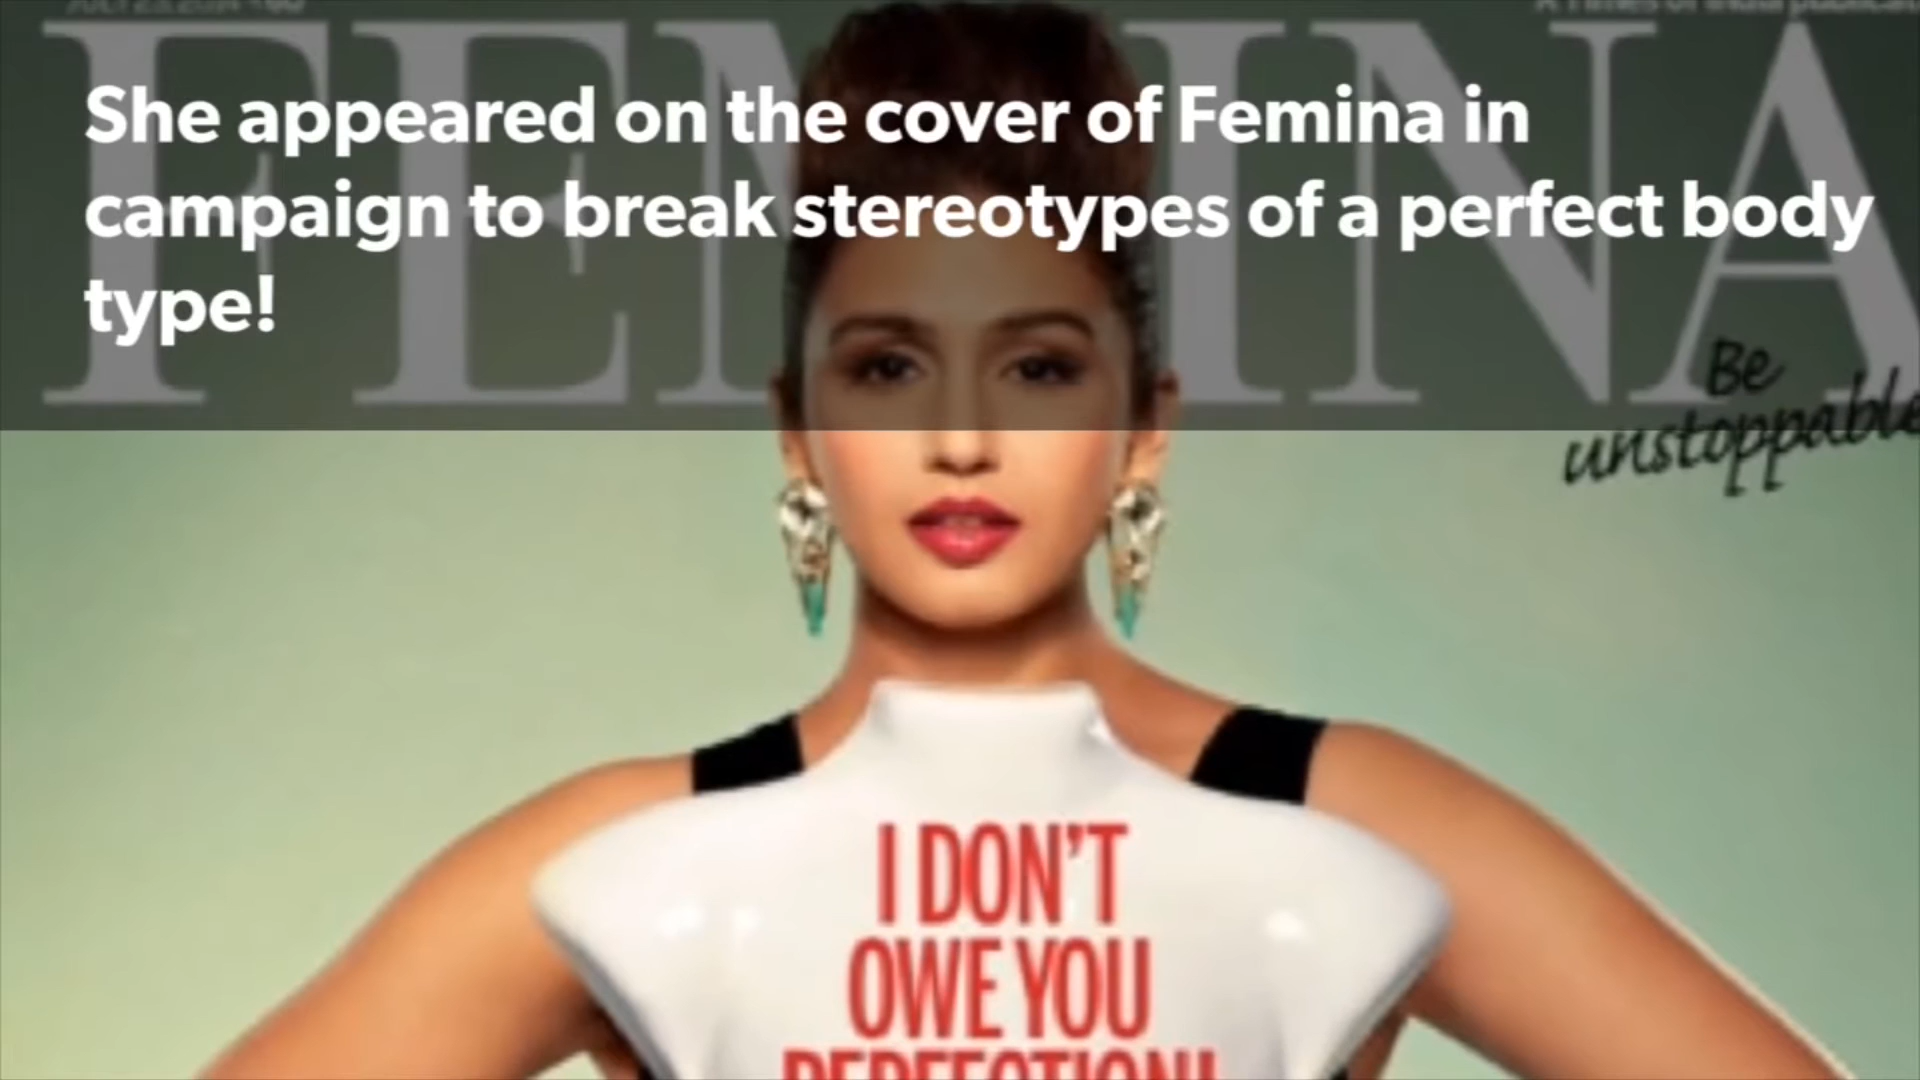 FEMINA
She appeared on the cover of Femina in
campaign to break stereotypes of a perfect body
type!
Be
unstoppable
I DON'T
OWE YOU
PERFECTION!